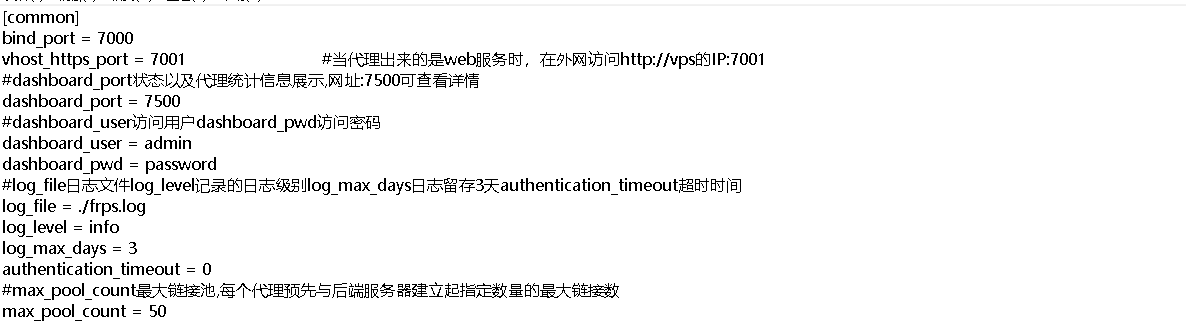 [common]
bind_port = 7000
vhost_https_port = 7001 #当代理出来的是web服务时，在外网访问http://vps的IP:7001
#dashboard_port状态以及代理统计信息展示,网址:7500可查看详情
dashboard_port = 7500
#dashboard_user访问用户dashboard_pwd访问密码
dashboard_user = admin
dashboard_pwd = password
#log_file日志文件log_level记录的日志级别log_max_days日志留存3天authentication_timeout超时时间
log_file = ./frps.log
log_level = info
log_max_days = 3
authentication_timeout = 0
#max_pool_count最大链接池,每个代理预先与后端服务器建立起指定数量的最大链接数
max_pool_count = 50